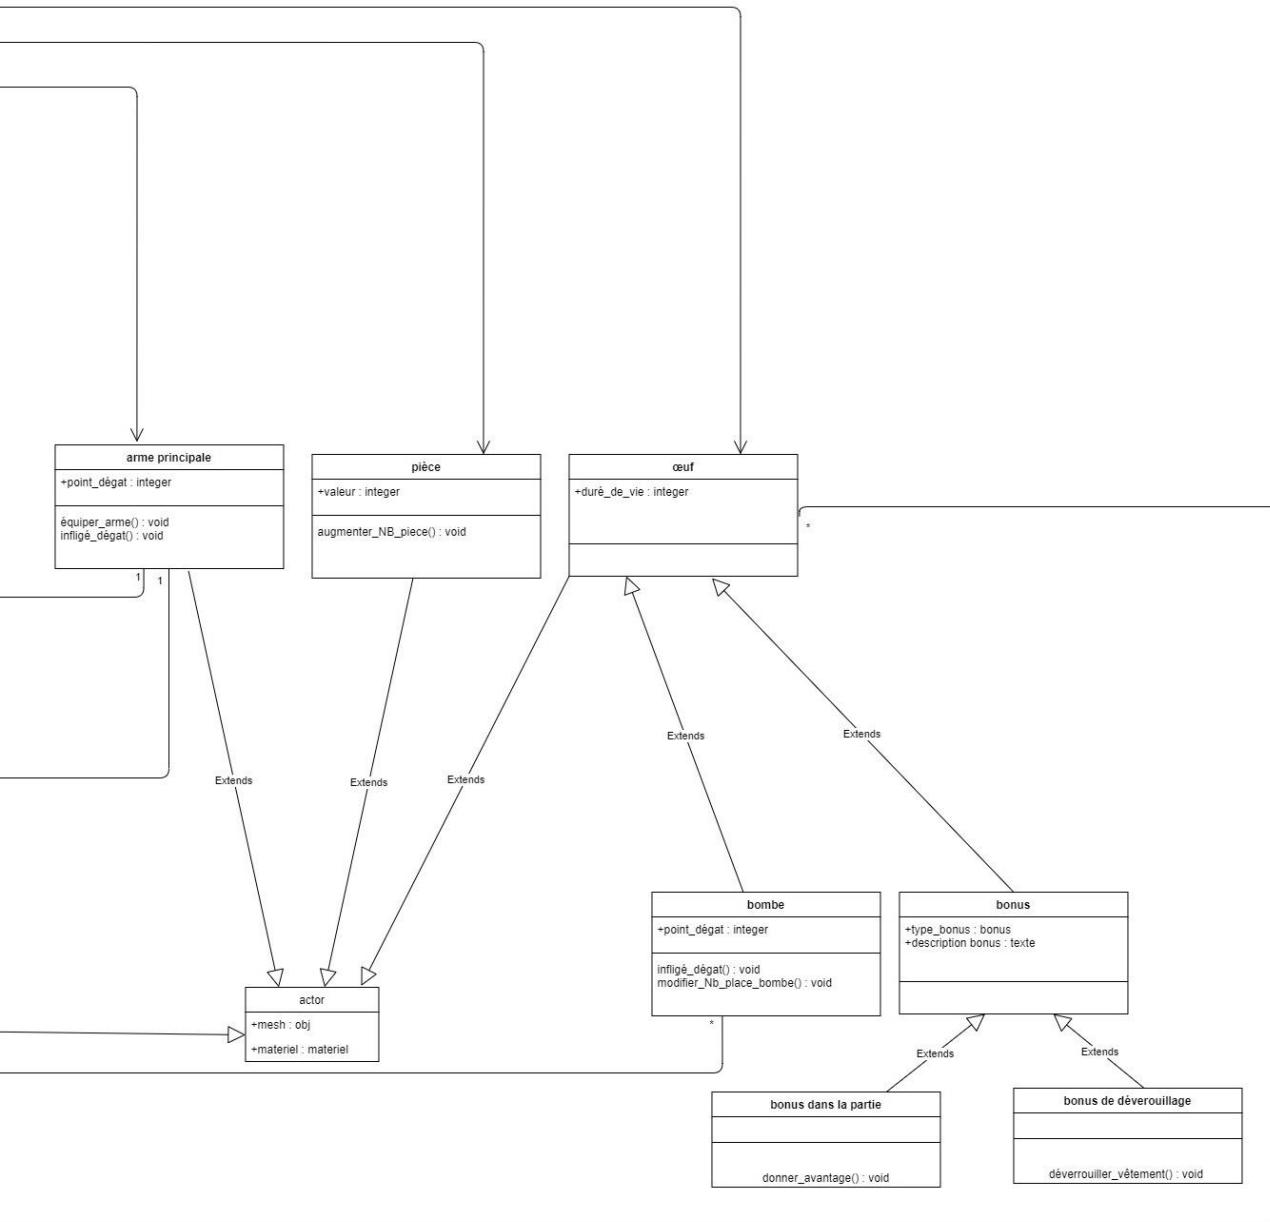 arme principale
+point_dégat : integer
équiper_arme() : void
infligé_dégat() : void
1
1
pièce
+valeur : integer
augmenter_NB_piece() : void
œuf
+duré_de_vie : integer
*
Extends
Extends
Extends
Extends
Extends
bombe
+point_dégat : integer
infligé_dégat() : void
modifier_Nb_place_bombe() : void
*
bonus
+type_bonus : bonus
+description bonus : texte
actor
+mesh : obj
+materiel : materiel
Extends
Extends
bonus dans la partie
donner_avantage() : void
bonus de déverouillage
déverrouiller_vêtement() : void